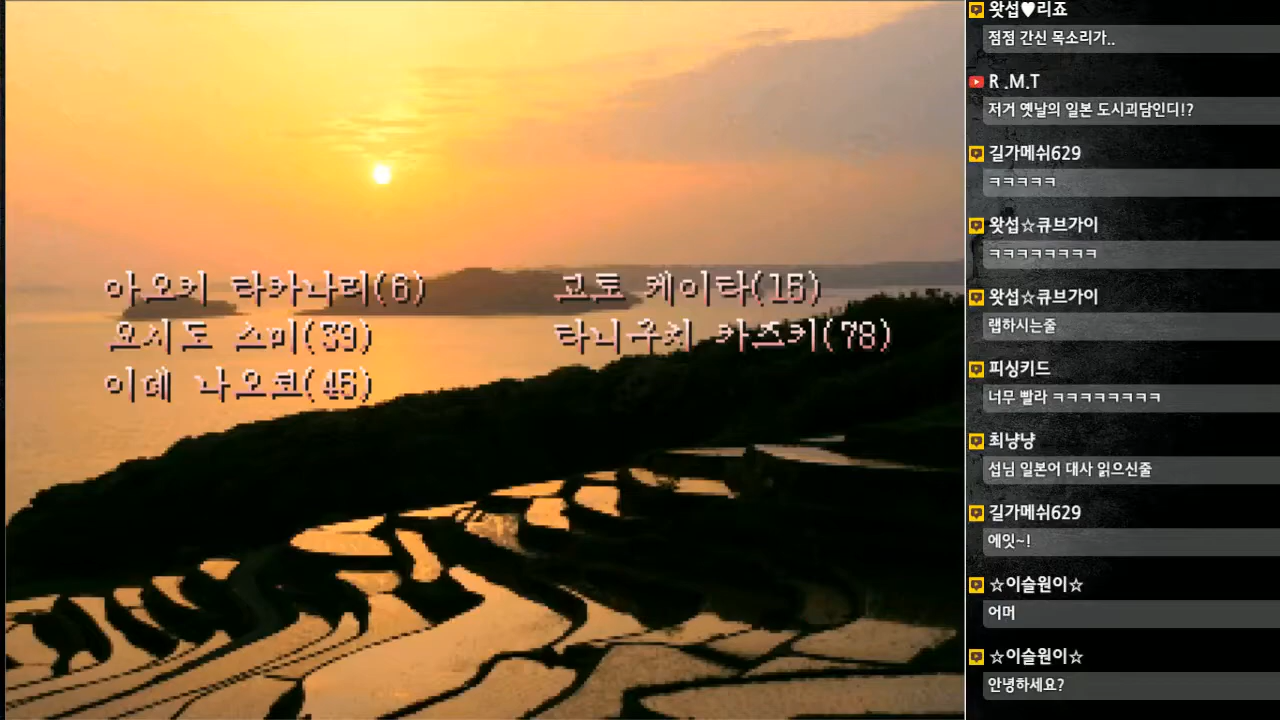 아오키 타카나리(6)
고토 케이타(15)
요시도 스미(39)
타니우치 카즈키(78)
이데 나오코(45)
왓섭♥리죠
점점 간신 목소리가..
R .M.T
저거 옛날의 일본 도시괴담인디!?
길가메쉬629
ㅋㅋㅋㅋㅋ
왓섭☆큐브가이
ㅋㅋㅋㅋㅋㅋㅋㅋ
왓섭☆큐브가이
랩하시는줄
피싱키드
너무 빨라 ㅋㅋㅋㅋㅋㅋㅋㅋ
최냥냥
섭님 일본어 대사 읽으신줄
길가메쉬629
에잇~!
☆이슬원이☆
어머
☆이슬원이☆
안녕하세요?